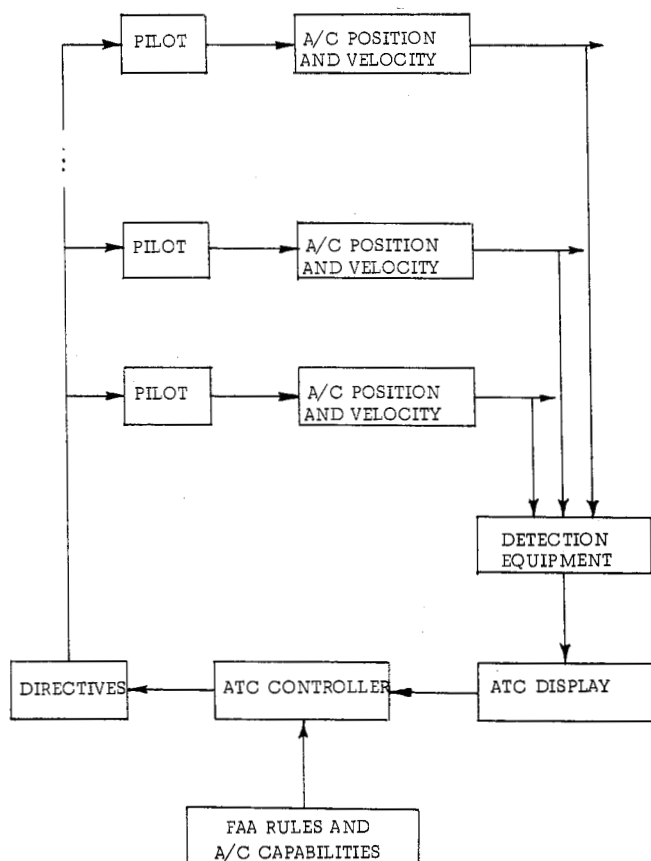 PILOT
A/C POSITION
AND VELOCITY
PILOT
A/C POSITION
AND VELOCITY
PILOT
A/C POSITION
AND VELOCITY
DETECTION
EQUIPMENT
DIRECTIVES
ATC CONTROLLER
ATC DISPLAY
FAA RULES AND
A/C CAPABILITIES